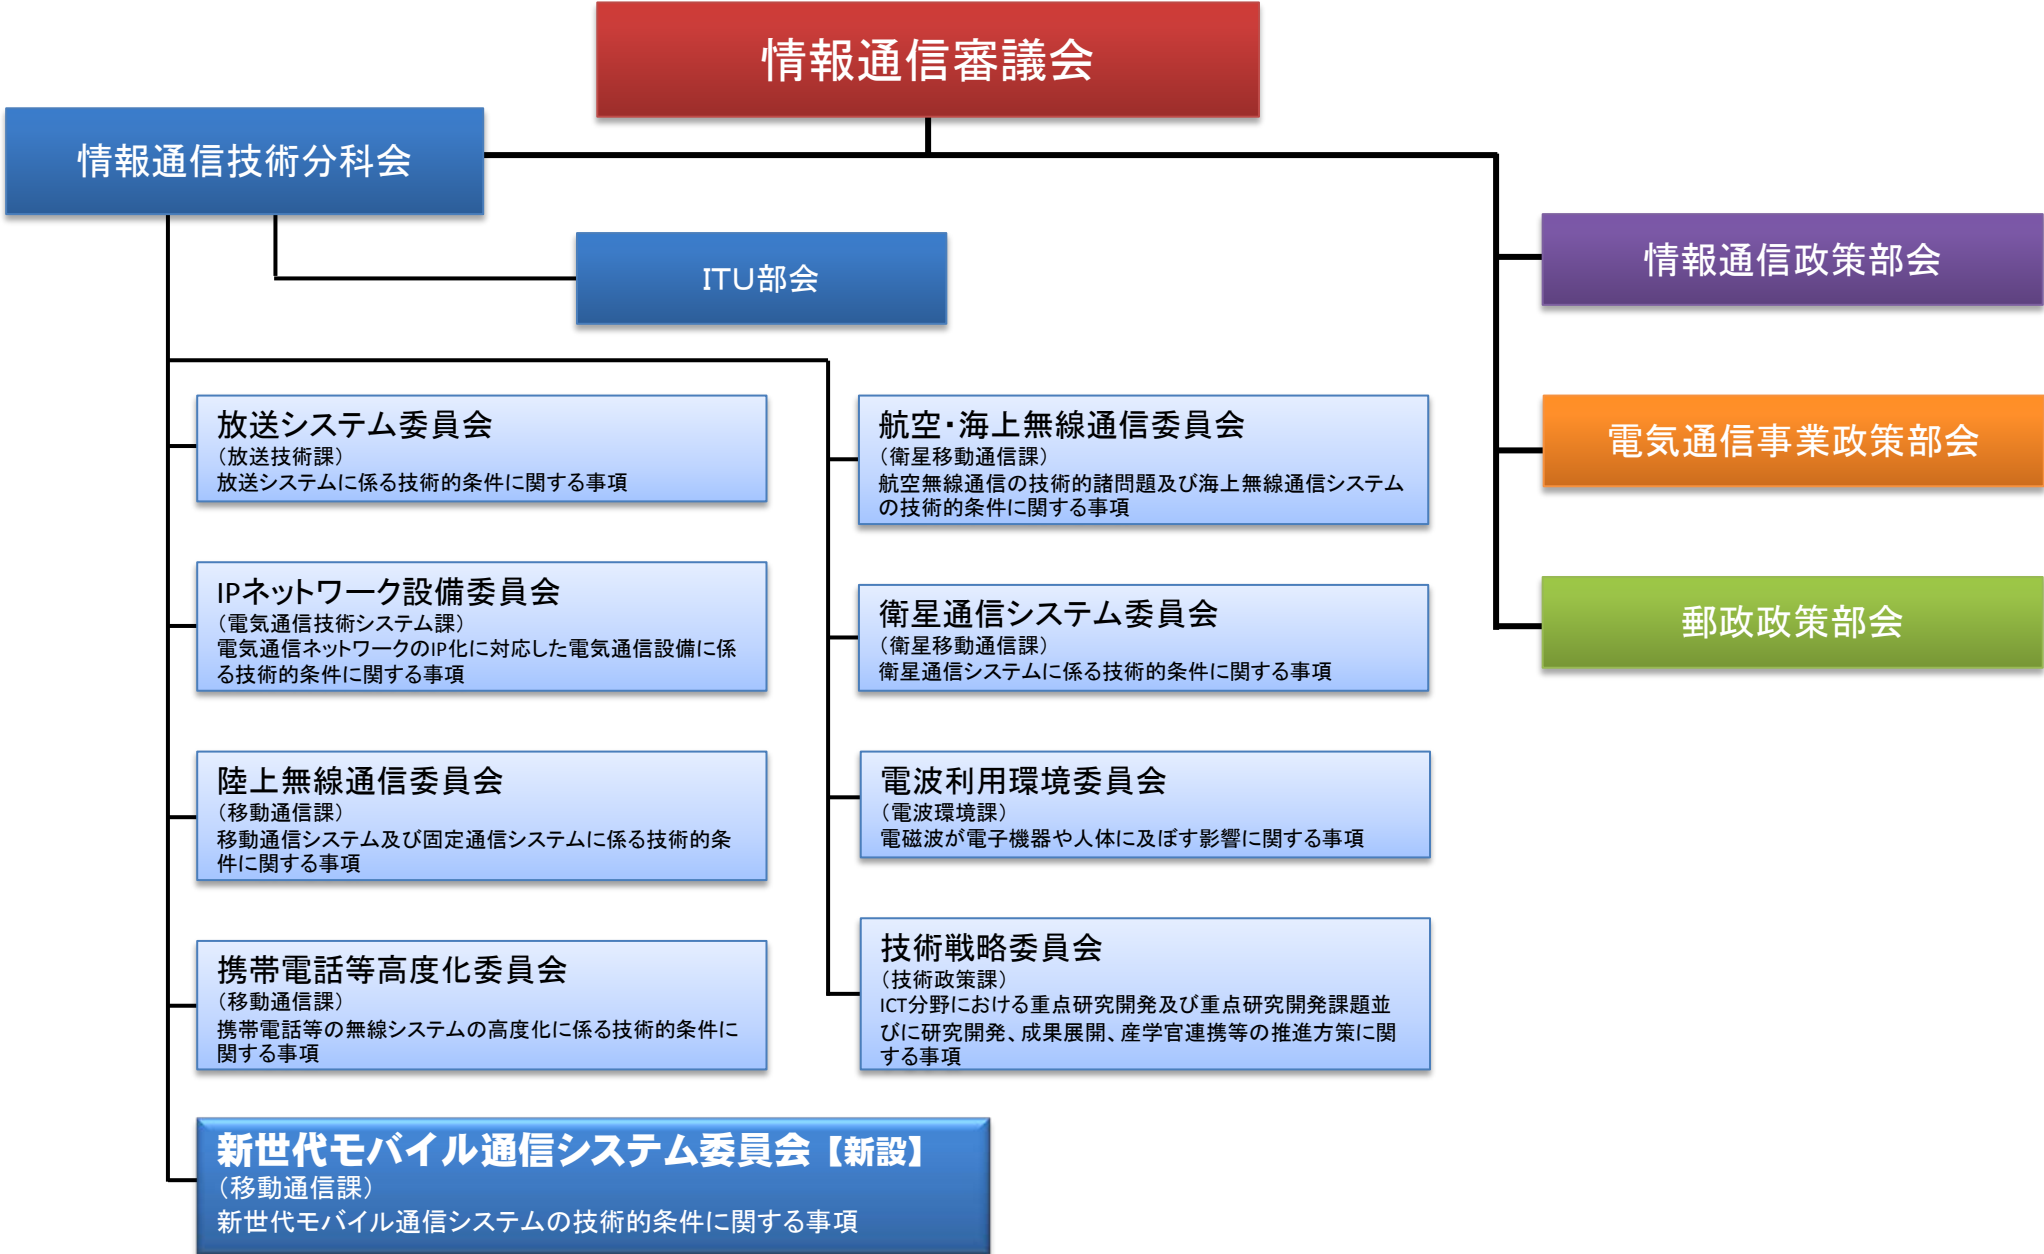 情報通信審議会
情報通信技術分科会
ITU部会
情報通信政策部会
電気通信事業政策部会
郵政政策部会
放送システム委員会
（放送技術課）
放送システムに係る技術的条件に関する事項
IPネットワーク設備委員会
（電気通信技術システム課）
電気通信ネットワークのIP化に対応した電気通信設備に係
る技術的条件に関する事項
陸上無線通信委員会
（移動通信課）
移動通信システム及び固定通信システムに係る技術的条
件に関する事項
携帯電話等高度化委員会
（移動通信課）
携帯電話等の無線システムの高度化に係る技術的条件に
関する事項
新世代モバイル通信システム委員会【新設】
（移動通信課）
新世代モバイル通信システムの技術的条件に関する事項
航空・海上無線通信委員会
（衛星移動通信課）
航空無線通信の技術的諸問題及び海上無線通信システム
の技術的条件に関する事項
衛星通信システム委員会
（衛星移動通信課）
衛星通信システムに係る技術的条件に関する事項
電波利用環境委員会
（電波環境課）
電磁波が電子機器や人体に及ぼす影響に関する事項
技術戦略委員会
（技術政策課）
ICT分野における重点研究開発及び重点研究開発課題並
びに研究開発、成果展開、産学官連携等の推進方策に関
する事項